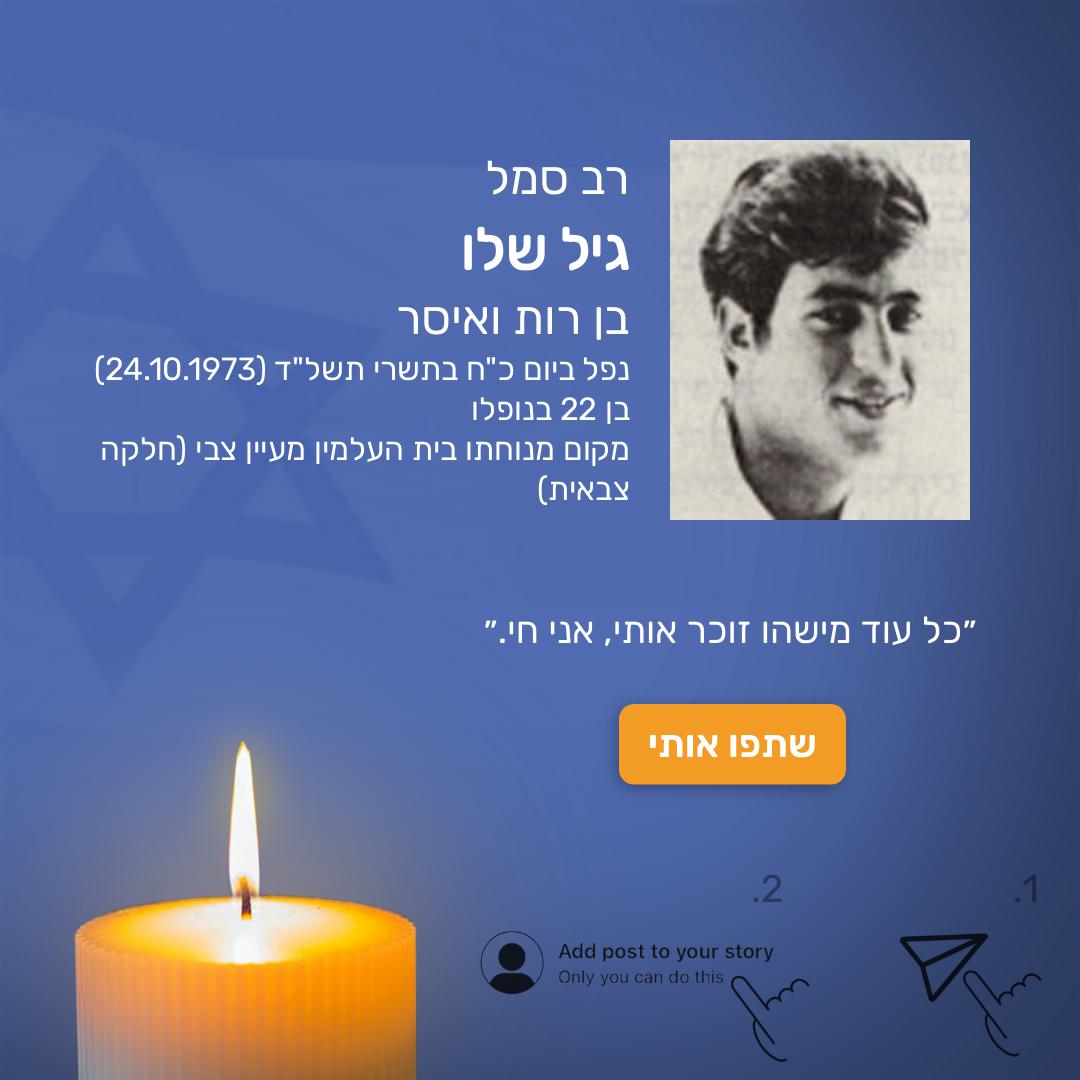 רב סמל
גיל שלו
בן רות ואיסר
נפל ביום כ"ח בתשרי תשל"ד (24.10.1973)
בן 22 בנופלו
מקום מנוחתו בית העלמין מעיין צבי (חלקה
צבאית)
״כל עוד מישהו זוכר אותי, אני חי.״
שתפו אותי
.1
.2
Add post to your story
Only you can do this